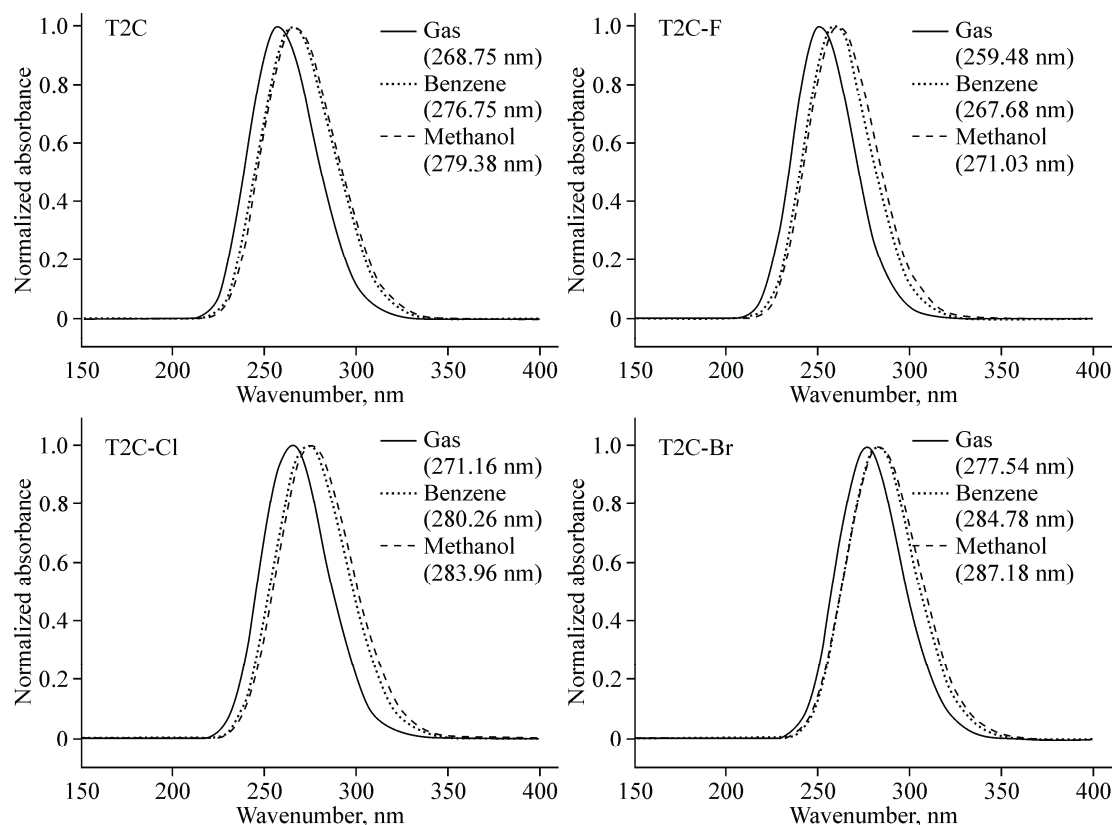 T2C
Gas
(268.75 nm)
Benzene
(276.75 nm)
Methanol
(279.38 nm)
Normalized absorbance
1.0
0.8
0.6
0.4
0.2
0
150 200 250 300 350 400
Wavenumber, nm
T2C-F
Gas
(259.48 nm)
Benzene
(267.68 nm)
Methanol
(271.03 nm)
Normalized absorbance
1.0
0.8
0.6
0.4
0.2
0
150 200 250 300 350 400
Wavenumber, nm
T2C-Cl
Gas
(271.16 nm)
Benzene
(280.26 nm)
Methanol
(283.96 nm)
Normalized absorbance
1.0
0.8
0.6
0.4
0.2
0
150 200 250 300 350 400
Wavenumber, nm
T2C-Br
Gas
(277.54 nm)
Benzene
(284.78 nm)
Methanol
(287.18 nm)
Normalized absorbance
1.0
0.8
0.6
0.4
0.2
0
150 200 250 300 350 400
Wavenumber, nm